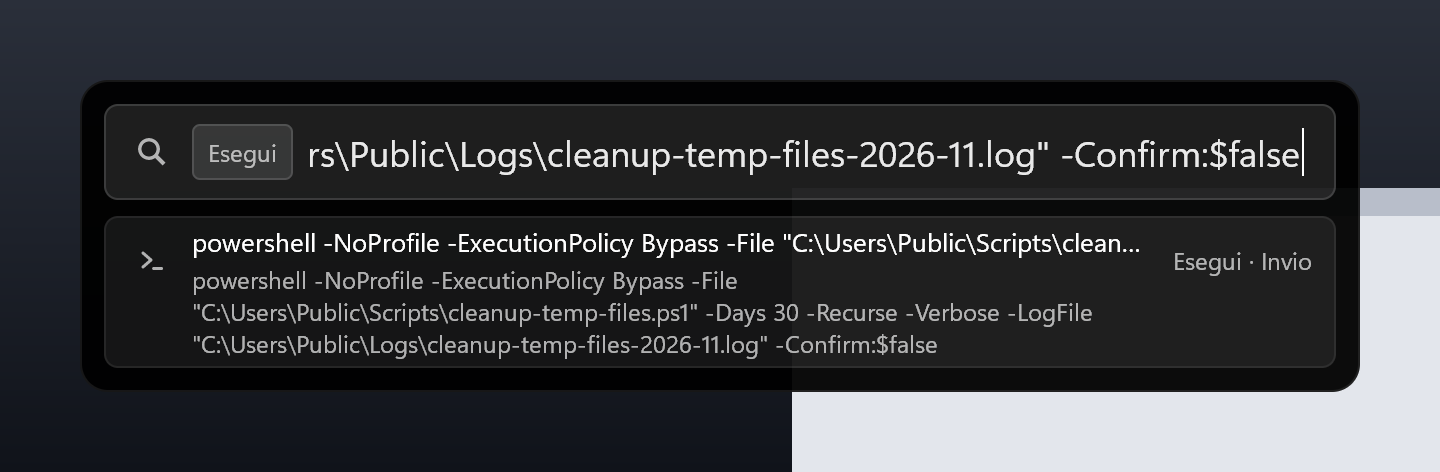 Esegui rs\Public\Logs\cleanup-temp-files-2026-11.log" -Confirm:$false
powershell -NoProfile -ExecutionPolicy Bypass -File "C:\Users\Public\Scripts\clean...
Esegui · Invio
powershell -NoProfile -ExecutionPolicy Bypass -File
"C:\Users\Public\Scripts\cleanup-temp-files.ps1" -Days 30 -Recurse -Verbose -LogFile
"C:\Users\Public\Logs\cleanup-temp-files-2026-11.log" -Confirm:$false